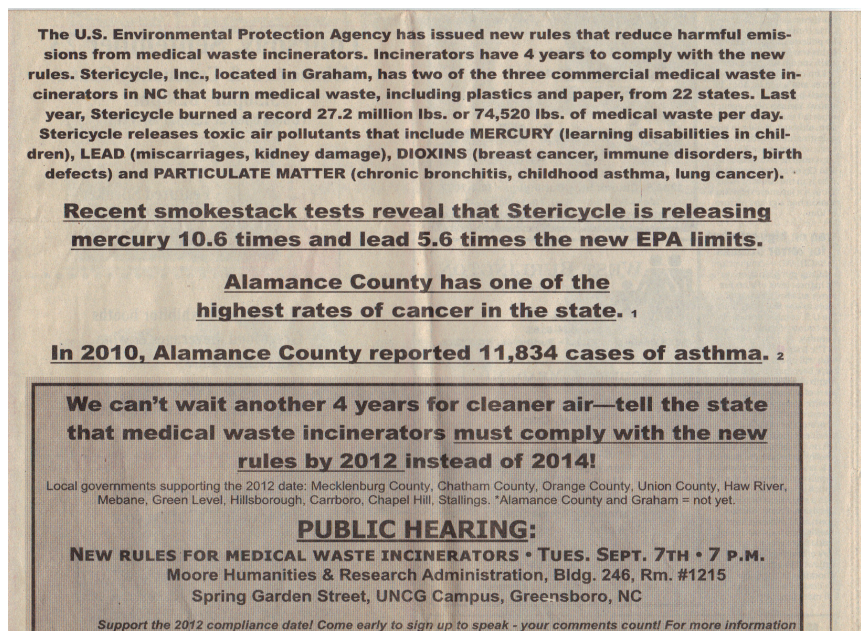 The U.S. Environmental Protection Agency has issued new rules that reduce harmful emis-
sions from medical waste incinerators. Incinerators have 4 years to comply with the new
rules. Stericycle, Inc., located in Graham, has two of the three commercial medical waste in-
cinerators in NC that burn medical waste, including plastics and paper, from 22 states. Last
year, Stericycle burned a record 27.2 million lbs. or 74,520 lbs. of medical waste per day.
Stericycle releases toxic air pollutants that include MERCURY (learning disabilities in chil-
dren), LEAD (miscarriages, kidney damage), DIOXINS (breast cancer, immune disorders, birth
defects) and PARTICULATE MATTER (chronic bronchitis, childhood asthma, lung cancer).
Recent smokestack tests reveal that Stericycle is releasing
mercury 10.6 times and lead 5.6 times the new EPA limits.
Alamance County has one of the
highest rates of cancer in the state. 1
In 2010, Alamance County reported 11,834 cases of asthma. 2
We can't wait another 4 years for cleaner air—tell the state
that medical waste incinerators must comply with the new
rules by 2012 instead of 2014!
Local governments supporting the 2012 date: Mecklenburg County, Chatham County, Orange County, Union County, Haw River,
Mebane, Green Level, Hillsborough, Carrboro, Chapel Hill, Stallings. *Alamance County and Graham = not yet.
PUBLIC HEARING:
NEW RULES FOR MEDICAL WASTE INCINERATORS • TUES. SEPT. 7TH • 7 P.M.
Moore Humanities & Research Administration, Bldg. 246, Rm. #1215
Spring Garden Street, UNCG Campus, Greensboro, NC
Support the 2012 compliance date! Come early to sign up to speak - your comments count! For more information